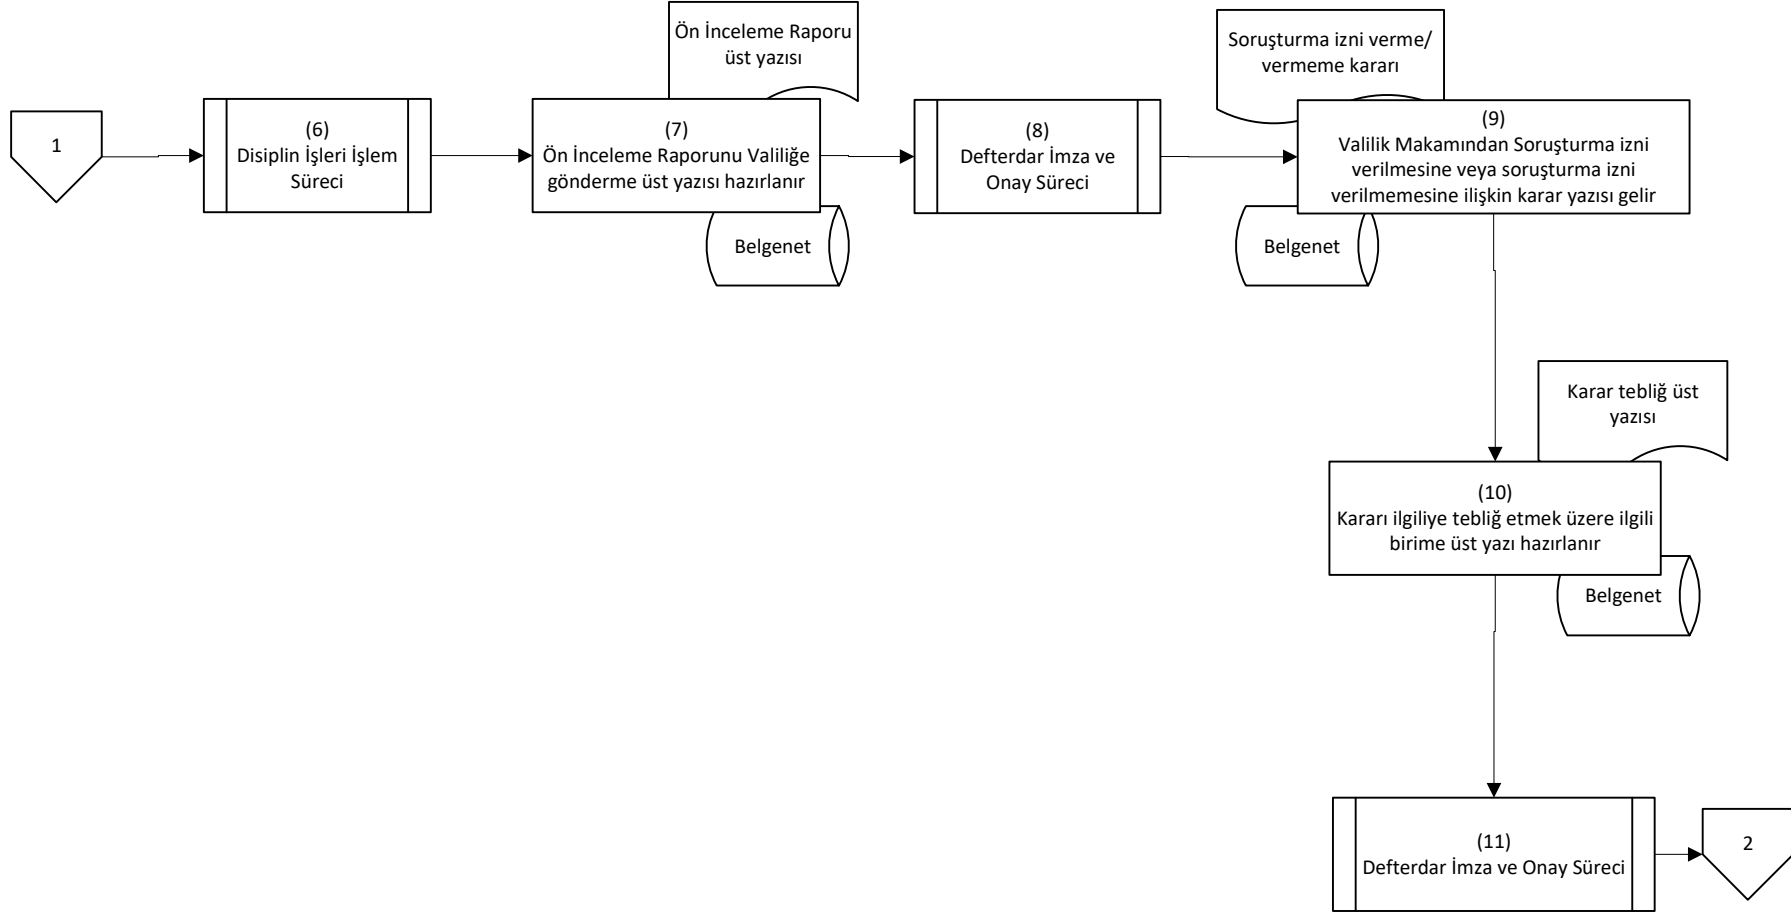 1
(6)
Disiplin İşleri İşlem
Süreci
Ön İnceleme Raporu
üst yazısı
(7)
Ön İnceleme Raporunu Valiliğe
gönderme üst yazısı hazırlanır
Belgenet
(8)
Defterdar İmza ve
Onay Süreci
Soruşturma izni verme/
vermeme kararı
(9)
Valilik Makamından Soruşturma izni
verilmesine veya soruşturma izni
verilmemesine ilişkin karar yazısı gelir
Belgenet
Karar tebliğ üst
yazısı
(10)
Kararı ilgiliye tebliğ etmek üzere ilgili
birime üst yazı hazırlanır
Belgenet
(11)
Defterdar İmza ve Onay Süreci
2